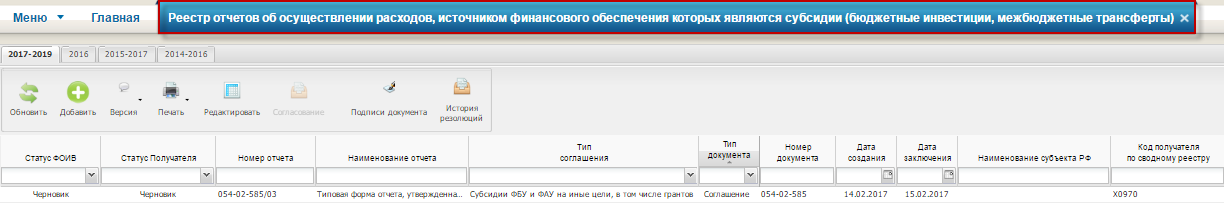 Меню Главная Реестр отчетов об осуществлении расходов, источником финансового обеспечения которых являются субсидии (бюджетные инвестиции, межбюджетные трансферты) ×
2017-2019 2016 2015-2017 2014-2016
Обновить Добавить Версия Печать Редактировать Согласование Подписи документа История
резолюций
Статус ФОИВ Статус Получателя Номер отчета Наименование отчета Тип
соглашения Тип
документа Номер
документа Дата
создания Дата
заключения Наименование субъекта РФ Код получателя
по сводному реестру
Черновик Черновик 054-02-585/03 Типовая форма отчета, утвержденна... Субсидии ФБУ и ФАУ на иные цели, в том числе грантов Соглашение 054-02-585 14.02.2017 15.02.2017 X0970